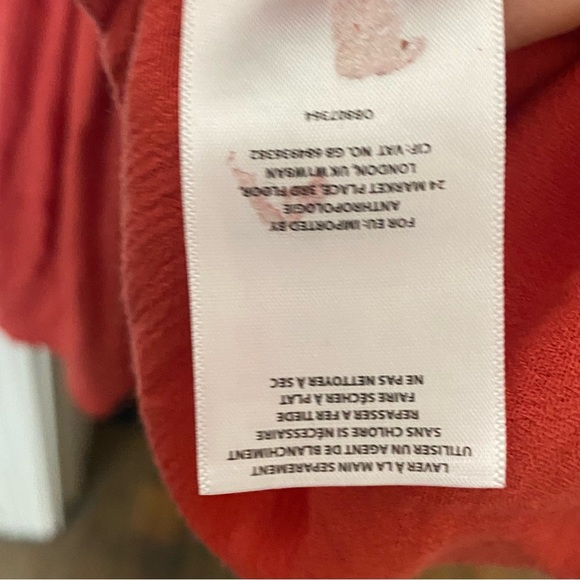 LAVER À LA MAIN SEPAREMENT
UTILISER UN AGENT DE BLANCHIMENT
SANS CHLORE SI NÉCESSAIRE
REPASSER A FER TIEDE
FAIRE SÉCHER À PLAT
NE PAS NETTOYER À SEC
FOR EU: IMPORTED BY
ANTHROPOLOGIE
24 MARKET PLACE, 3RD FLOOR,
LONDON, UK W1W8AN
CIF: VAT NO. GB 684936382
08807364